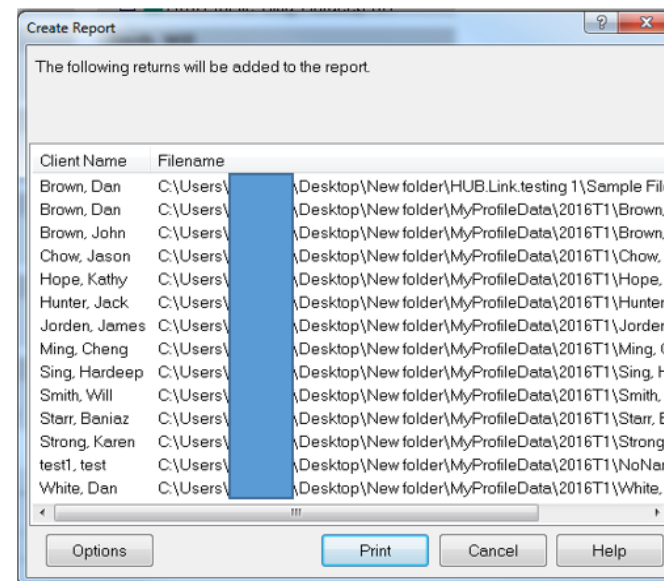 Create Report
The following returns will be added to the report.
Client Name Filename
Brown, Dan C:\Users\ \Desktop\New folder\HUB.Link.testing 1\Sample Fil
Brown, Dan C:\Users\ \Desktop\New folder\MyProfileData\2016T1\Brown,
Brown, John C:\Users\ \Desktop\New folder\MyProfileData\2016T1\Brown,
Chow, Jason C:\Users\ \Desktop\New folder\MyProfileData\2016T1\Chow,
Hope, Kathy C:\Users\ \Desktop\New folder\MyProfileData\2016T1\Hope,
Hunter, Jack C:\Users\ \Desktop\New folder\MyProfileData\2016T1\Hunter
Jorden, James C:\Users\ \Desktop\New folder\MyProfileData\2016T1\Jorden
Ming, Cheng C:\Users\ \Desktop\New folder\MyProfileData\2016T1\Ming,
Sing, Hardeep C:\Users\ \Desktop\New folder\MyProfileData\2016T1\Sing, H
Smith, Will C:\Users\ \Desktop\New folder\MyProfileData\2016T1\Smith,
Starr, Baniaz C:\Users\ \Desktop\New folder\MyProfileData\2016T1\Starr, B
Strong, Karen C:\Users\ \Desktop\New folder\MyProfileData\2016T1\Strong
test1, test C:\Users\ \Desktop\New folder\MyProfileData\2016T1\NoNar
White, Dan C:\Users\ \Desktop\New folder\MyProfileData\2016T1\White,
Options Print Cancel Help